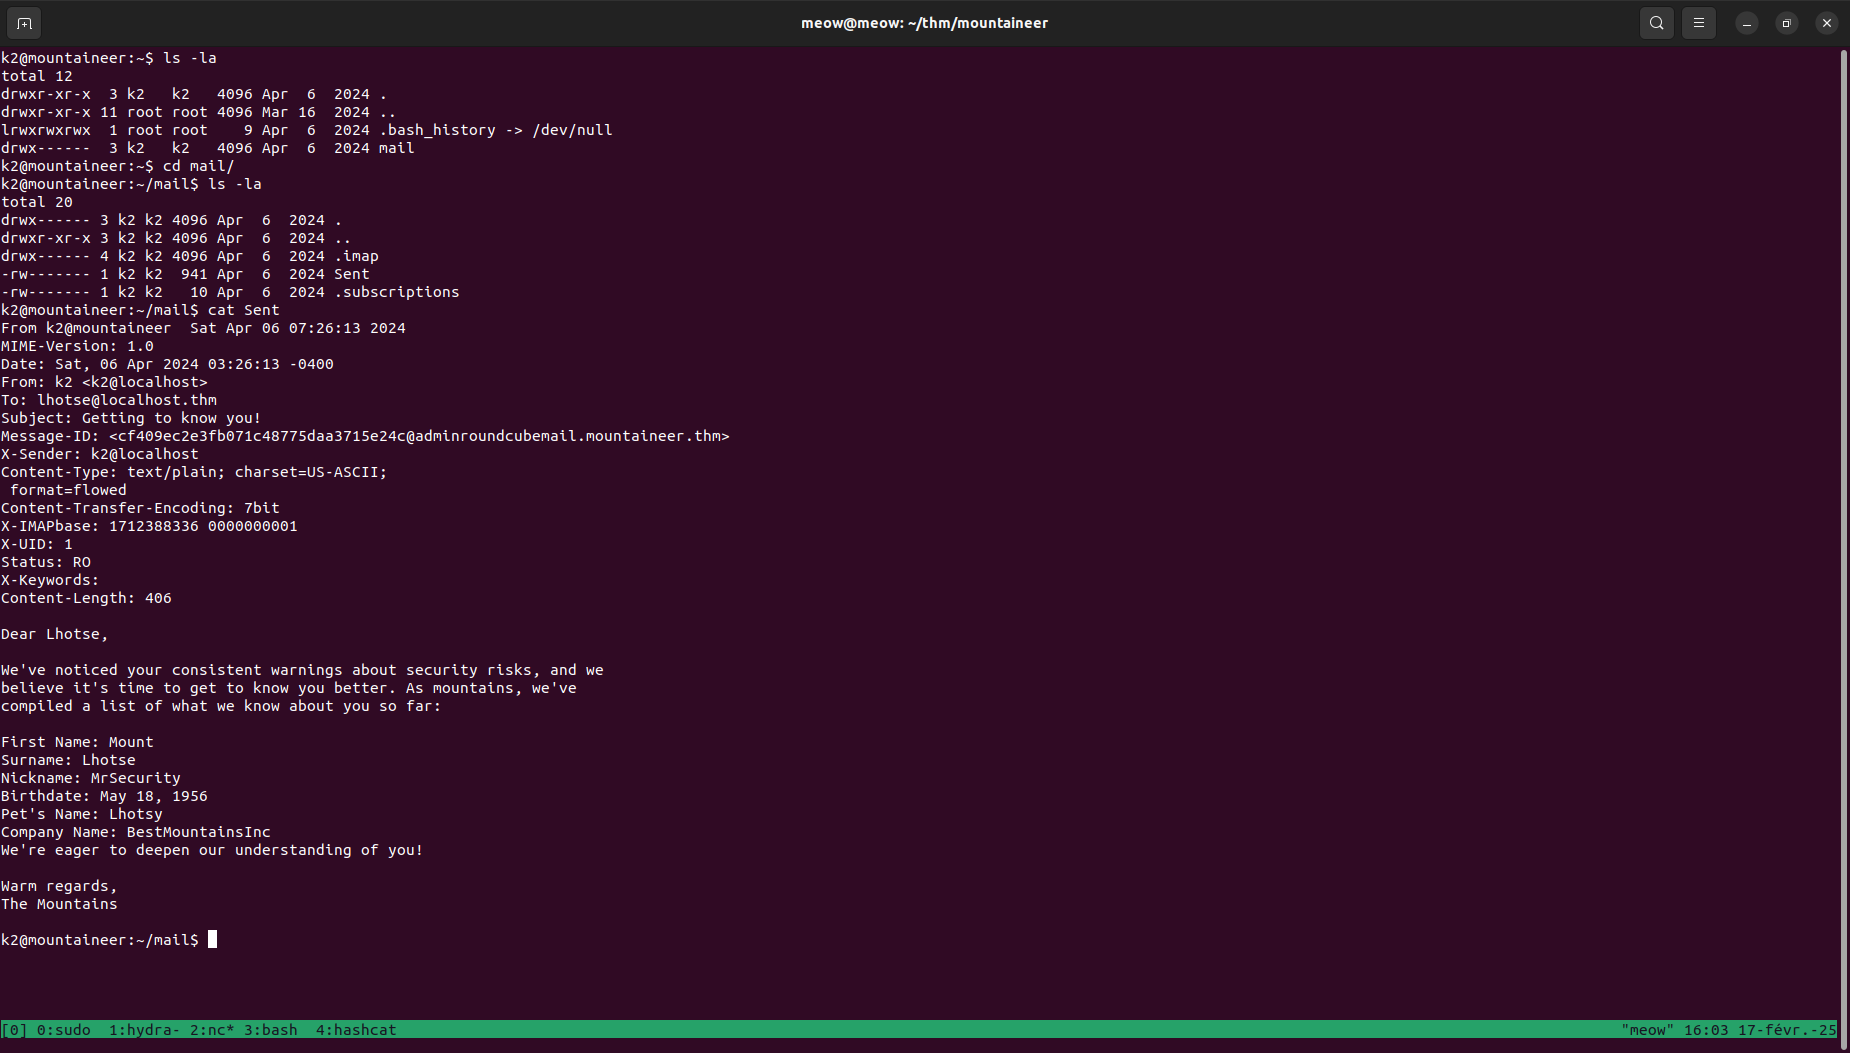 meow@meow: ~/thm/mountaineer
k2@mountaineer:~$ ls -la
total 12
drwxr-xr-x  3 k2   k2   4096 Apr  6  2024 .
drwxr-xr-x 11 root root 4096 Mar 16  2024 ..
lrwxrwxrwx  1 root root    9 Apr  6  2024 .bash_history -> /dev/null
drwx------  3 k2   k2   4096 Apr  6  2024 mail
k2@mountaineer:~$ cd mail/
k2@mountaineer:~/mail$ ls -la
total 20
drwx------ 3 k2 k2 4096 Apr  6  2024 .
drwxr-xr-x 3 k2 k2 4096 Apr  6  2024 ..
drwx------ 4 k2 k2 4096 Apr  6  2024 .imap
-rw------- 1 k2 k2  941 Apr  6  2024 Sent
-rw------- 1 k2 k2   10 Apr  6  2024 .subscriptions
k2@mountaineer:~/mail$ cat Sent
From k2@mountaineer  Sat Apr 06 07:26:13 2024
MIME-Version: 1.0
Date: Sat, 06 Apr 2024 03:26:13 -0400
From: k2 <k2@localhost>
To: lhotse@localhost.thm
Subject: Getting to know you!
Message-ID: <cf409ec2e3fb071c48775daa3715e24c@adminroundcubemail.mountaineer.thm>
X-Sender: k2@localhost
Content-Type: text/plain; charset=US-ASCII;
 format=flowed
Content-Transfer-Encoding: 7bit
X-IMAPbase: 1712388336 0000000001
X-UID: 1
Status: RO
X-Keywords:
Content-Length: 406

Dear Lhotse,

We've noticed your consistent warnings about security risks, and we
believe it's time to get to know you better. As mountains, we've
compiled a list of what we know about you so far:

First Name: Mount
Surname: Lhotse
Nickname: MrSecurity
Birthdate: May 18, 1956
Pet's Name: Lhotsy
Company Name: BestMountainsInc
We're eager to deepen our understanding of you!

Warm regards,
The Mountains

k2@mountaineer:~/mail$
[0] 0:sudo  1:hydra- 2:nc* 3:bash  4:hashcat "meow" 16:03 17-févr.-25